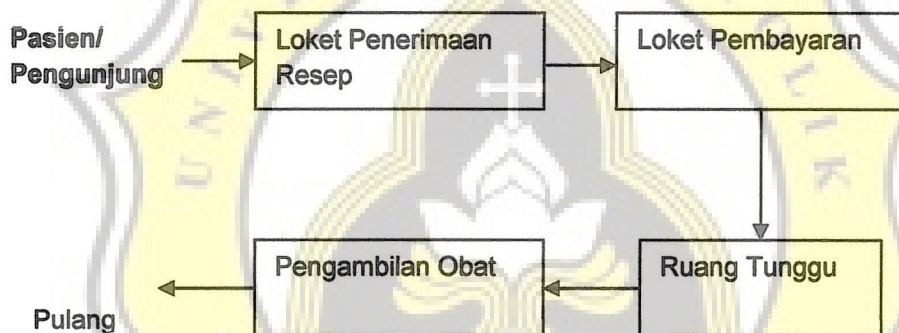 Pasien/
Pengunjung
Loket Penerimaan
Resep
Loket Pembayaran
Pengambilan Obat
Ruang Tunggu
Pulang